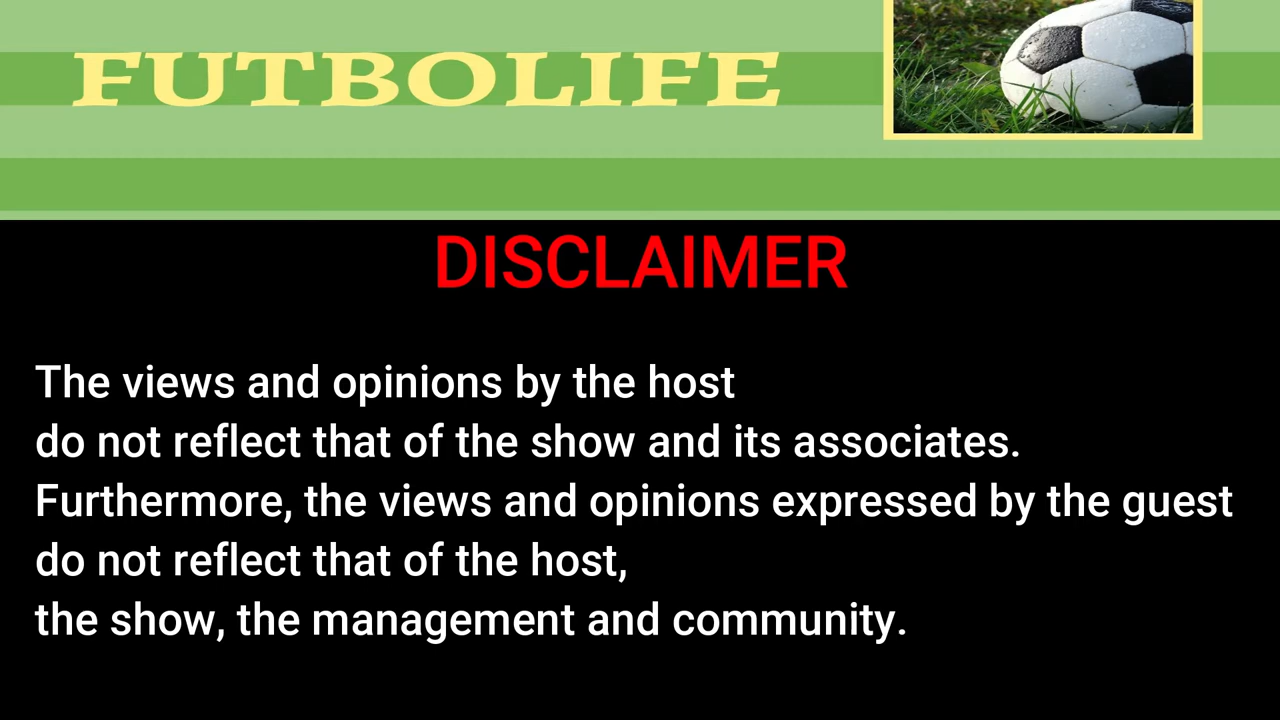 FUTBOLIFE
DISCLAIMER
The views and opinions by the host
do not reflect that of the show and its associates.
Furthermore, the views and opinions expressed by the guest
do not reflect that of the host,
the show, the management and community.